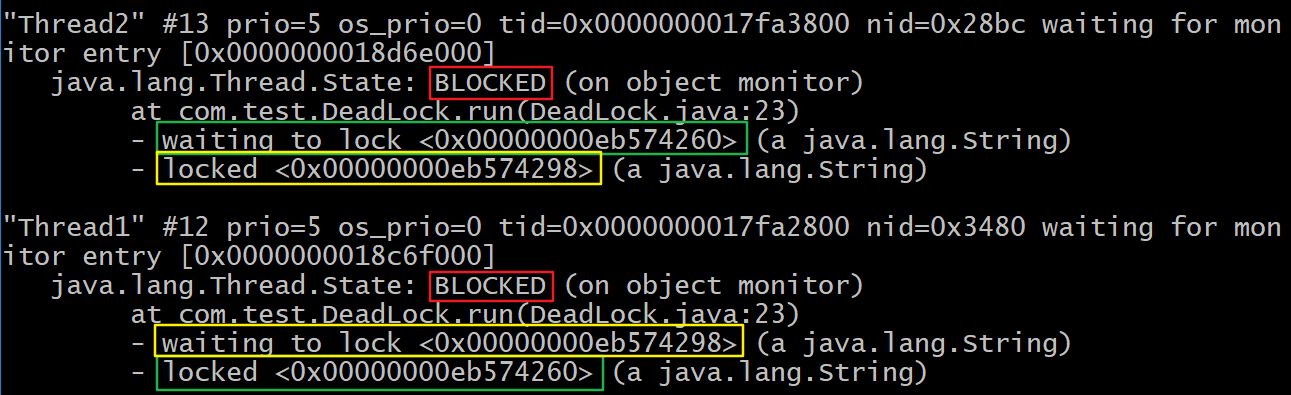 "Thread2" #13 prio=5 os_prio=0 tid=0x0000000017fa3800 nid=0x28bc waiting for mon
itor entry [0x0000000018d6e000]
java.lang.Thread.State: BLOCKED (on object monitor)
at com.test.DeadLock.run(DeadLock.java:23)
- waiting to lock <0x00000000eb574260> (a java.lang.String)
- locked <0x00000000eb574298> (a java.lang.String)
"Thread1" #12 prio=5 os_prio=0 tid=0x0000000017fa2800 nid=0x3480 waiting for mon
itor entry [0x0000000018c6f000]
java.lang.Thread.State: BLOCKED (on object monitor)
at com.test.DeadLock.run(DeadLock.java:23)
- waiting to lock <0x00000000eb574298> (a java.lang.String)
- locked <0x00000000eb574260> (a java.lang.String)